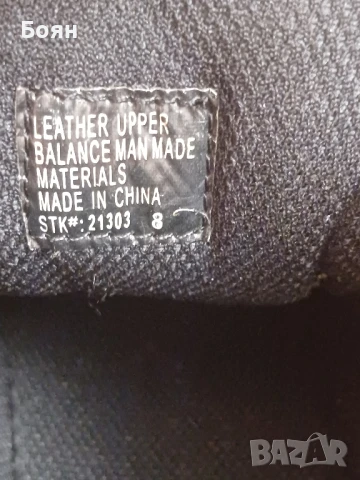 Боян
LEATHER UPPER
BALANCE MAN MADE
MATERIALS
MADE IN CHINA
STK#: 21303 8
BAZAR